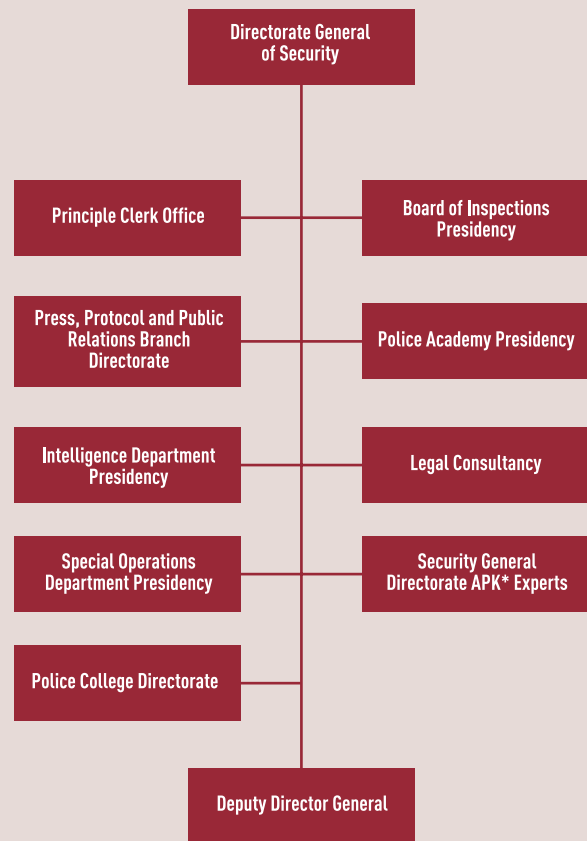 Directorate General
of Security
Principle Clerk Office
Board of Inspections
Presidency
Press, Protocol and Public
Relations Branch
Directorate
Police Academy Presidency
Intelligence Department
Presidency
Legal Consultancy
Special Operations
Department Presidency
Security General
Directorate APK* Experts
Police College Directorate
Deputy Director General